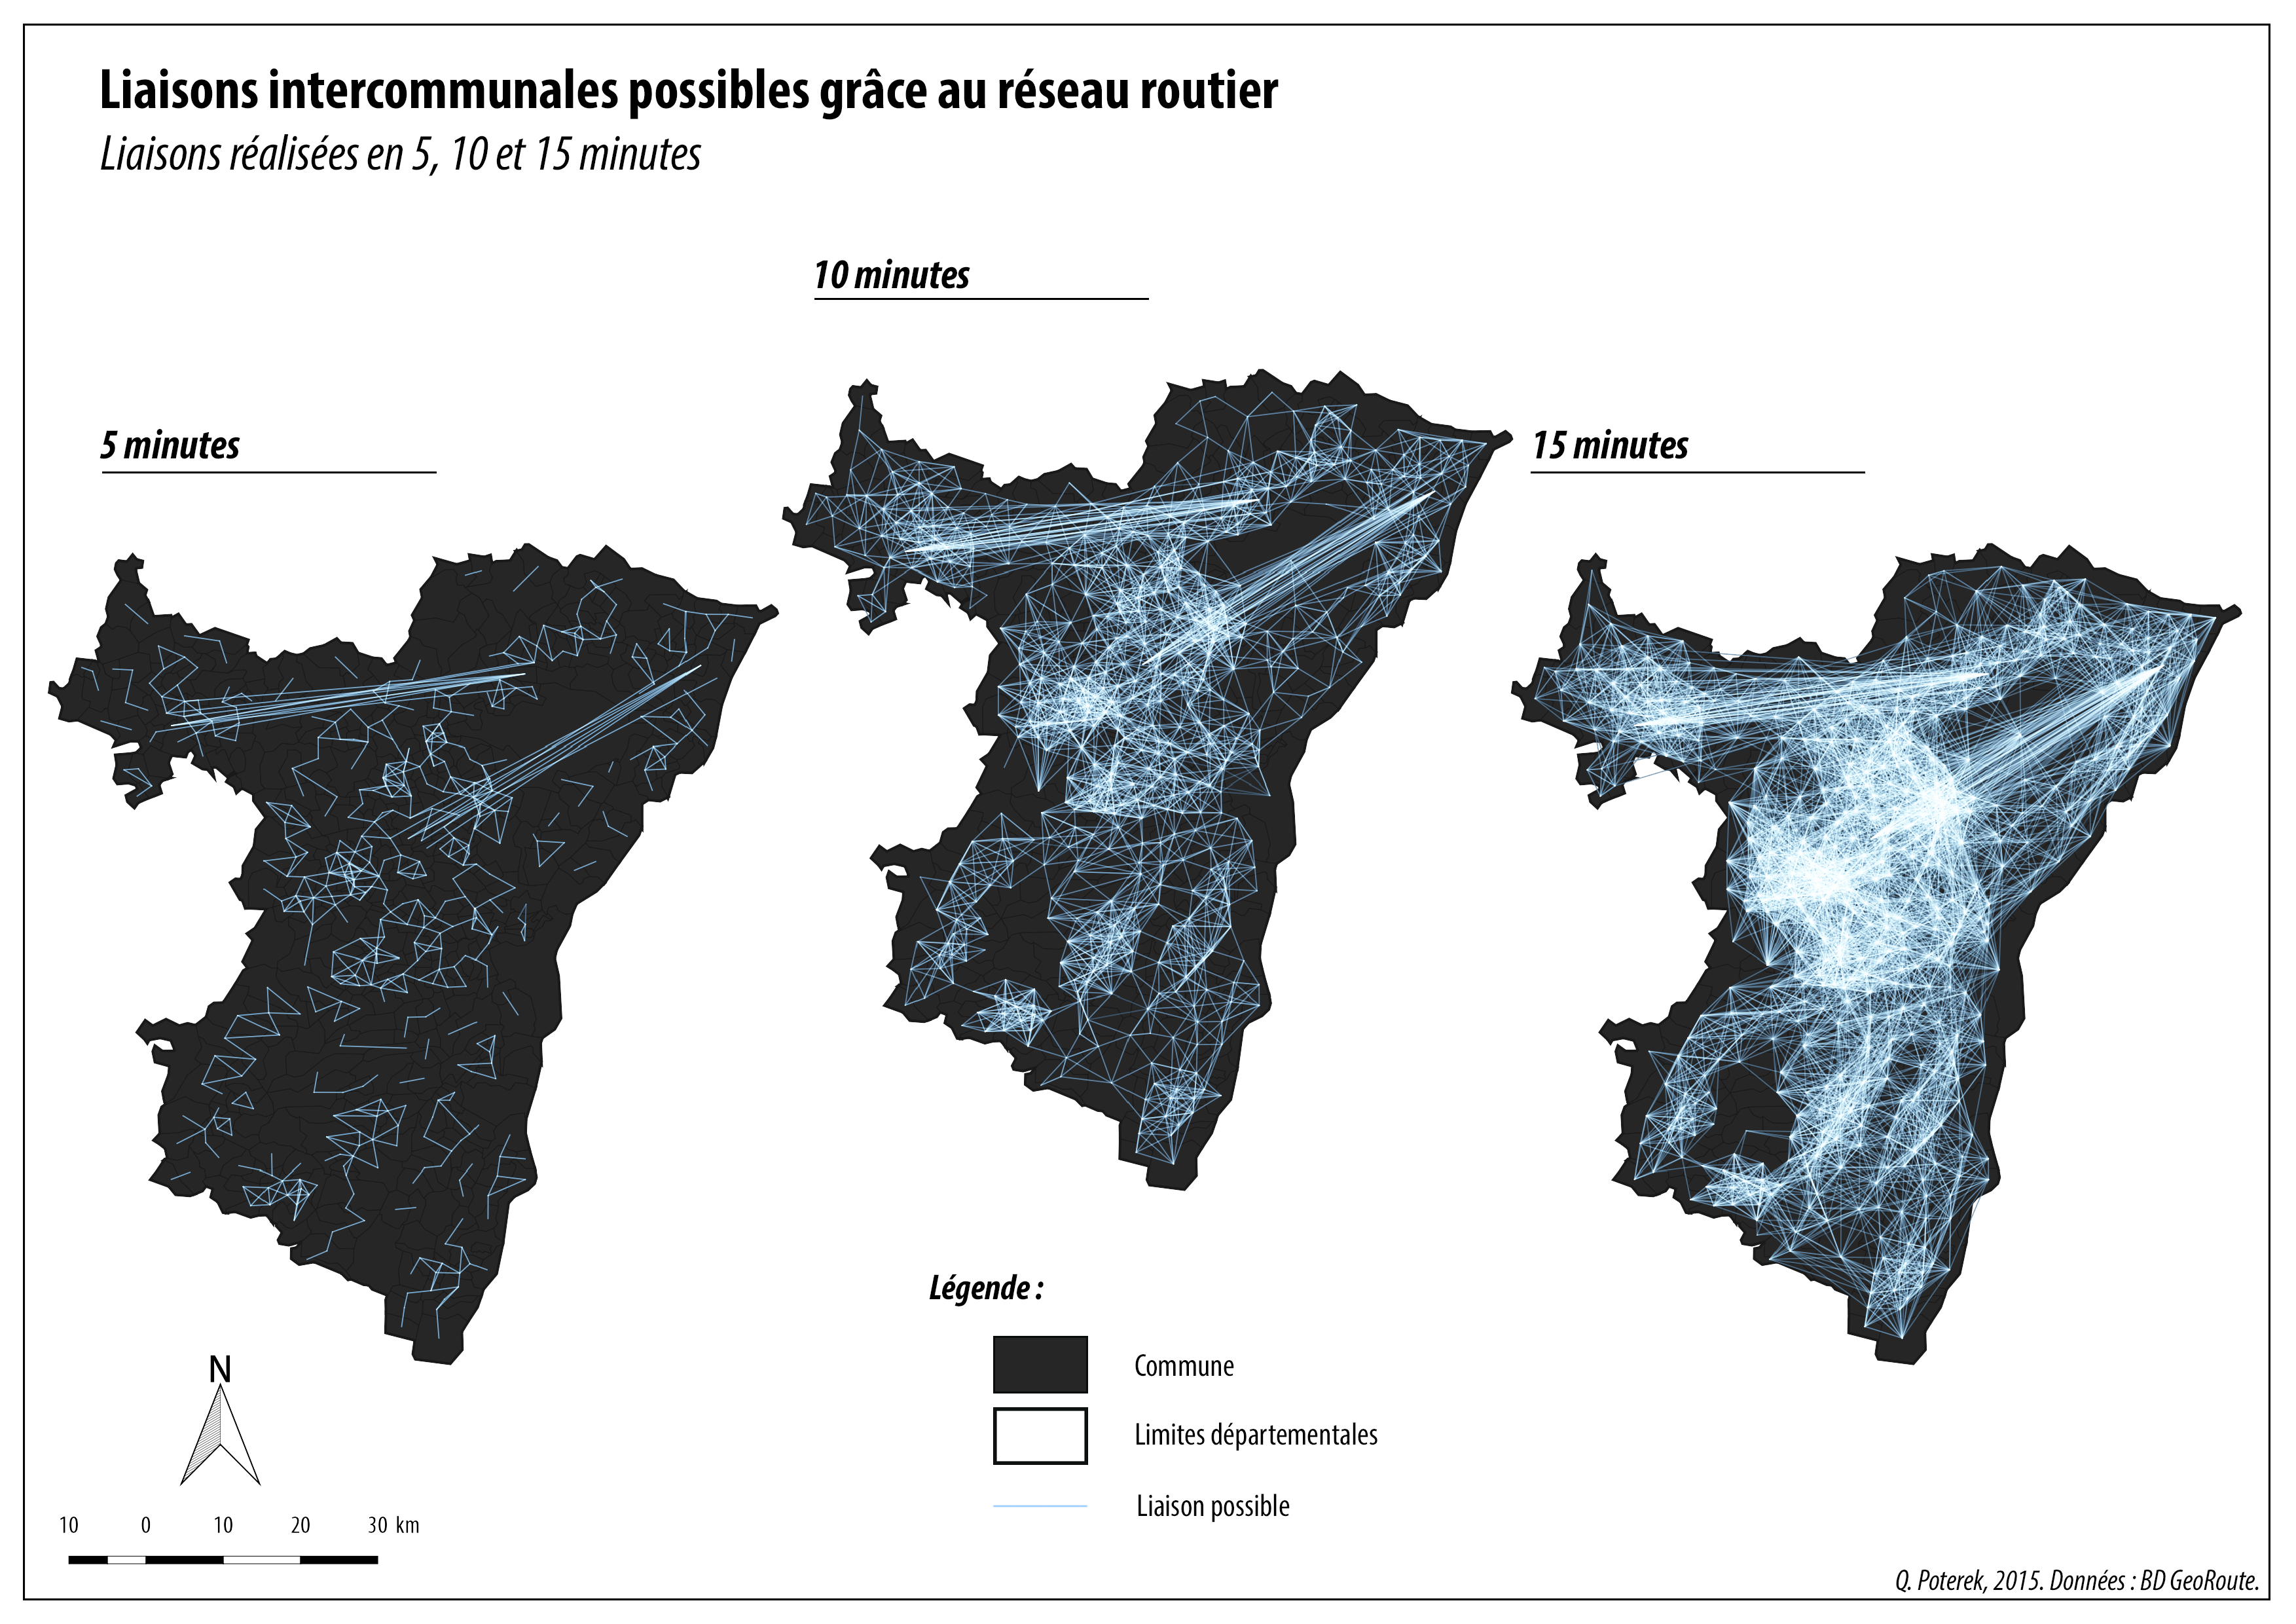 Liaisons intercommunales possibles grâce au réseau routier
Liaisons réalisées en 5, 10 et 15 minutes
10 minutes
5 minutes
15 minutes
Légende :
Commune
Limites départementales
Liaison possible
N
10 0 10 20 30 km
Q. Poterek, 2015. Données : BD GeoRoute.